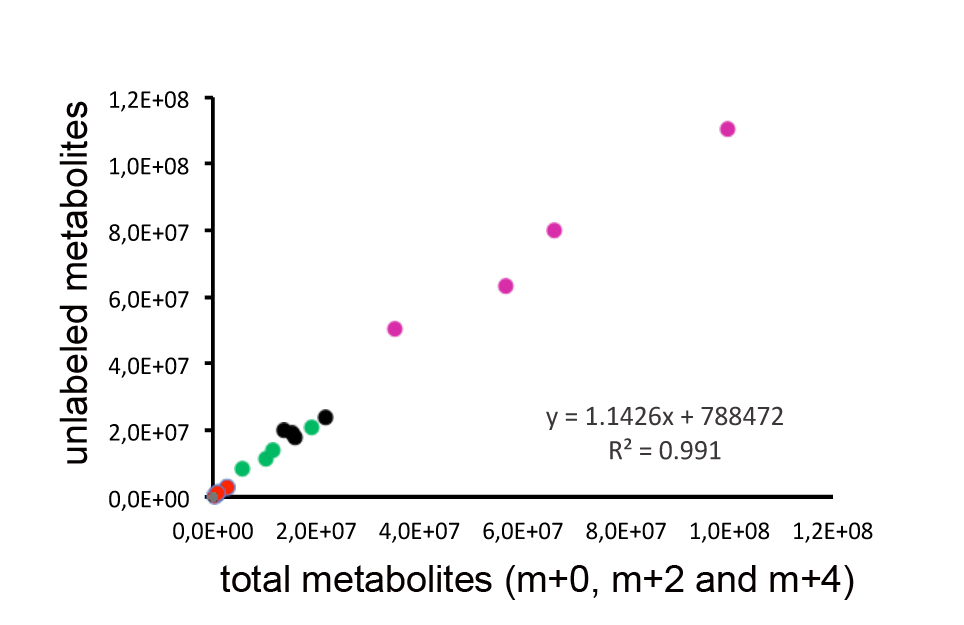 1,2E+08
1,0E+08
8,0E+07
6,0E+07
4,0E+07
2,0E+07
0,0E+00
unlabeled metabolites
y = 1.1426x + 788472
R² = 0.991
0,0E+00 2,0E+07 4,0E+07 6,0E+07 8,0E+07 1,0E+08 1,2E+08
total metabolites (m+0, m+2 and m+4)